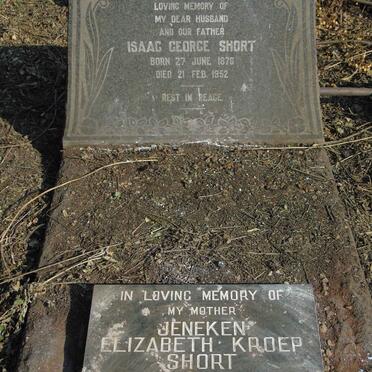 LOVING MEMORY OF
MY DEAR HUSBAND
AND OUR FATHER
ISAAC GEORGE SHORT
BORN 27 JUNE 1876
DIED 21 FEB. 1952
REST IN PEACE
IN LOVING MEMORY OF
MY MOTHER
JENEKEN
ELIZABETH KROEP
SHORT